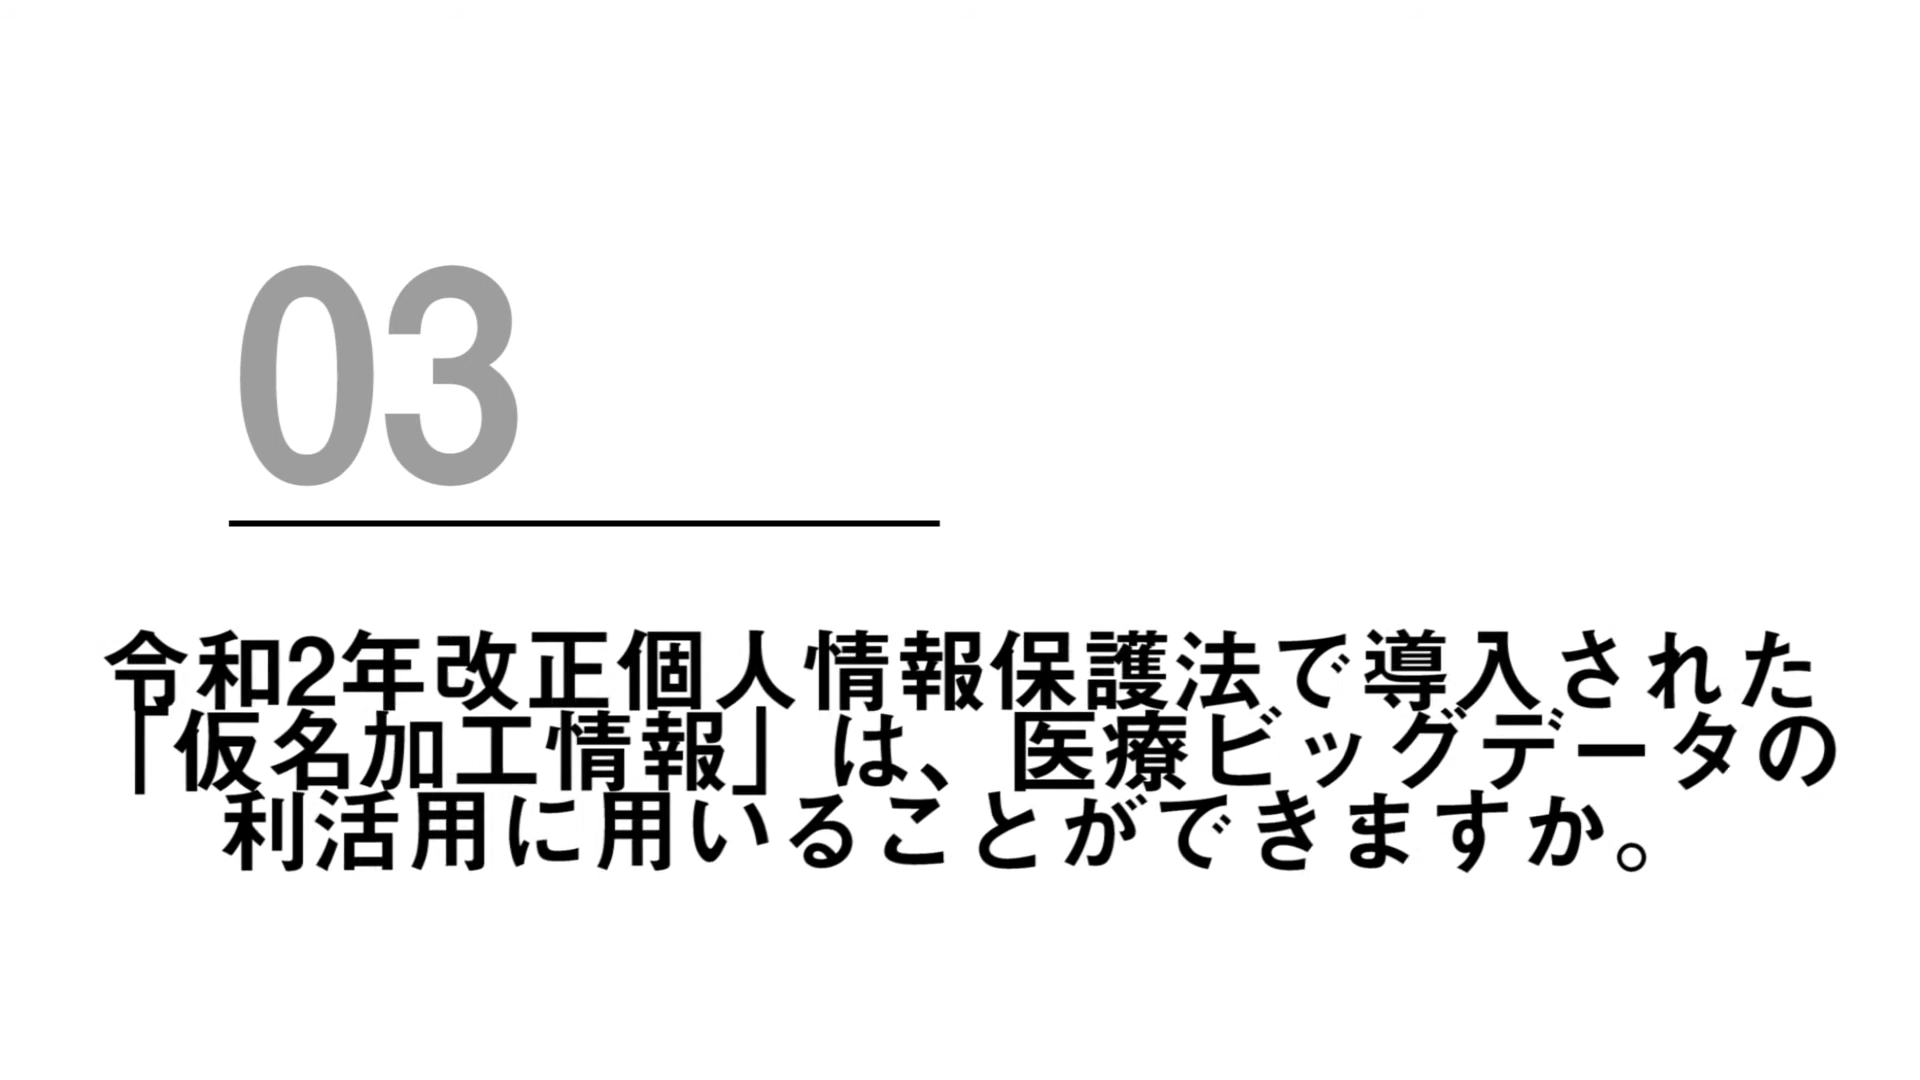 03
令和2年改正個人情報保護法で導入された
「仮名加工情報」は、医療ビッグデータの
利活用に用いることができますか。